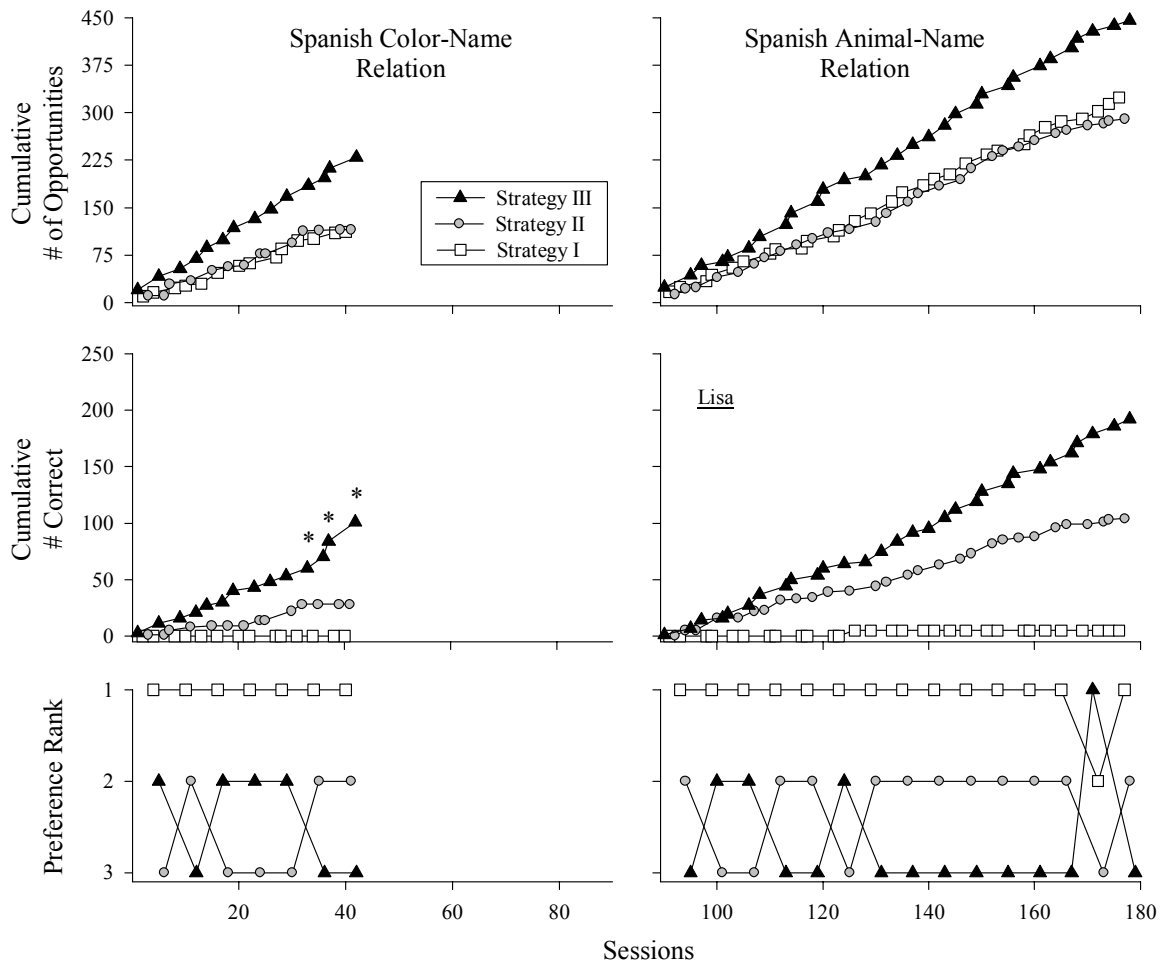 Spanish Color-Name
Relation
Spanish Animal-Name
Relation
Cumulative
# of Opportunities
450
375
300
225
150
75
0
Strategy III
Strategy II
Strategy I
Cumulative
# Correct
250
200
150
100
50
0
* * *
Lisa
Preference Rank
1
2
3
20 40 60 80
100 120 140 160 180
Sessions